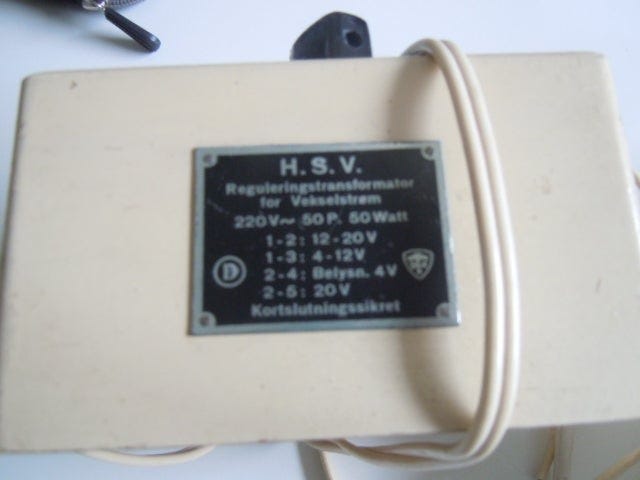 H.S.V.
Reguleringstransformator
for Vekselstrøm
220V~ 50P. 50Watt
1-2: 12-20V
1-3: 4-12V
D
2-4: Belysn. 4V
2-5: 20V
Kortslutningssikret